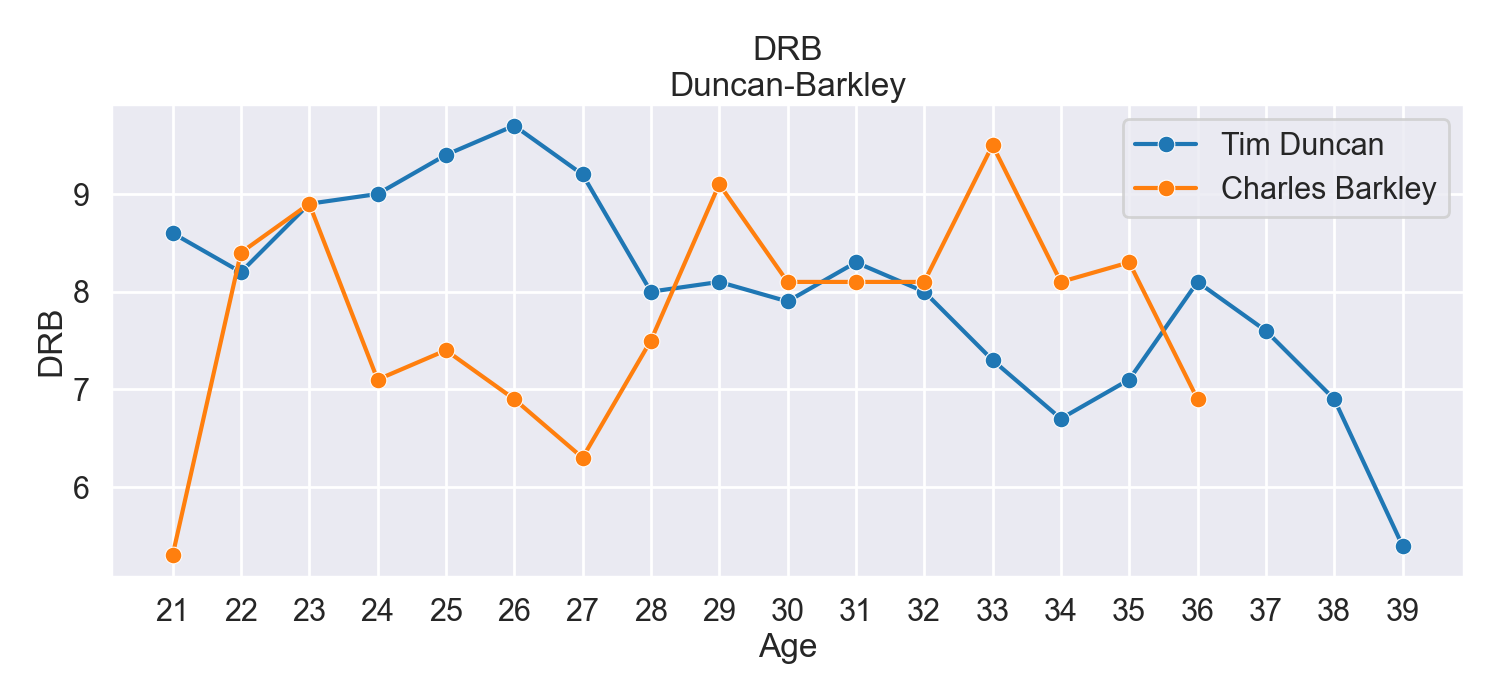 DRB
Duncan-Barkley
Tim Duncan
Charles Barkley
DRB
9
8
7
6
21 22 23 24 25 26 27 28 29 30 31 32 33 34 35 36 37 38 39
Age